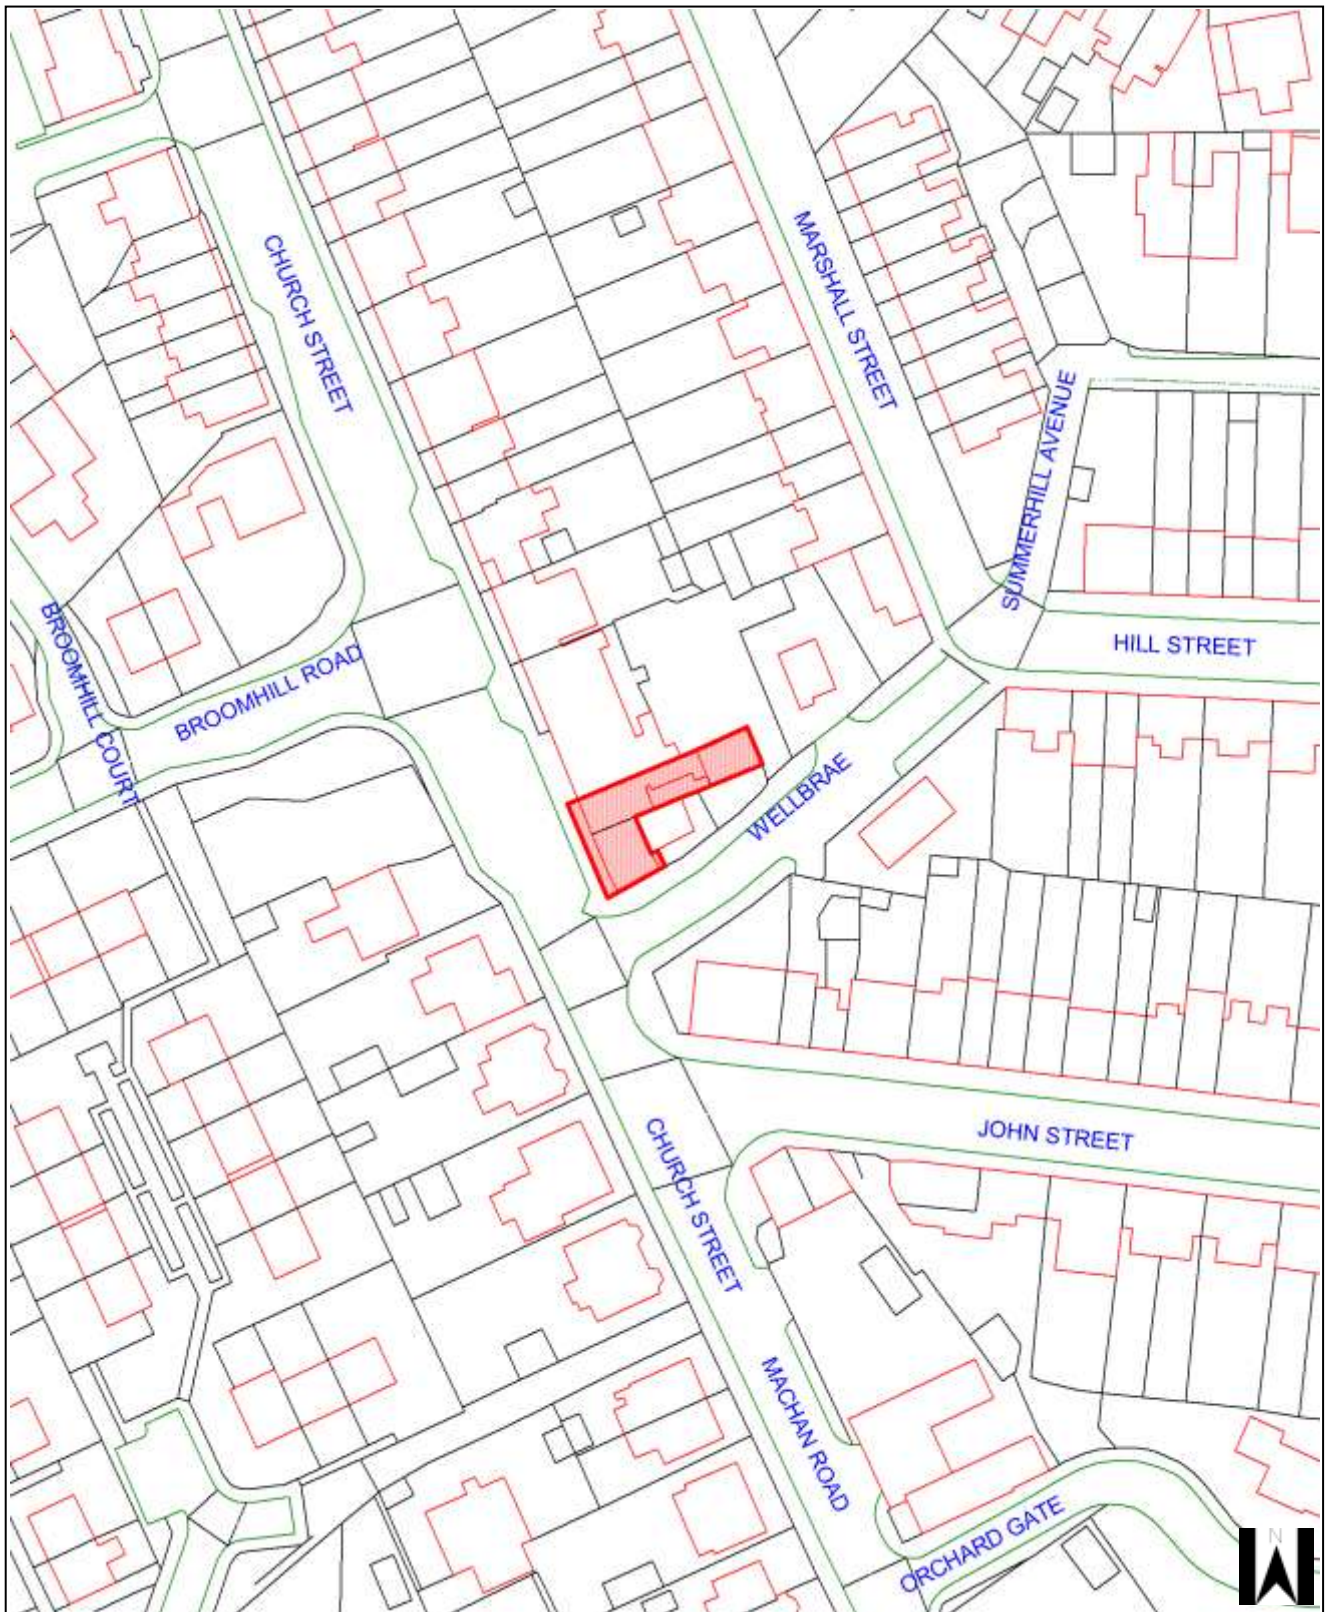 CHURCH STREET
MARSHALL STREET
SUMMERHILL AVENUE
HILL STREET
BROOMHILL COURT
BROOMHILL ROAD
WELLBRAE
JOHN STREET
CHURCH STREET
MACHAN ROAD
ORCHARD GATE
N